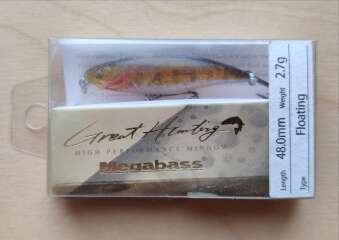 Great Hunting
HIGH PERFORMANCE MINNOW
Megabass
Length 48.0mm Weight 2.7g
Type Floating